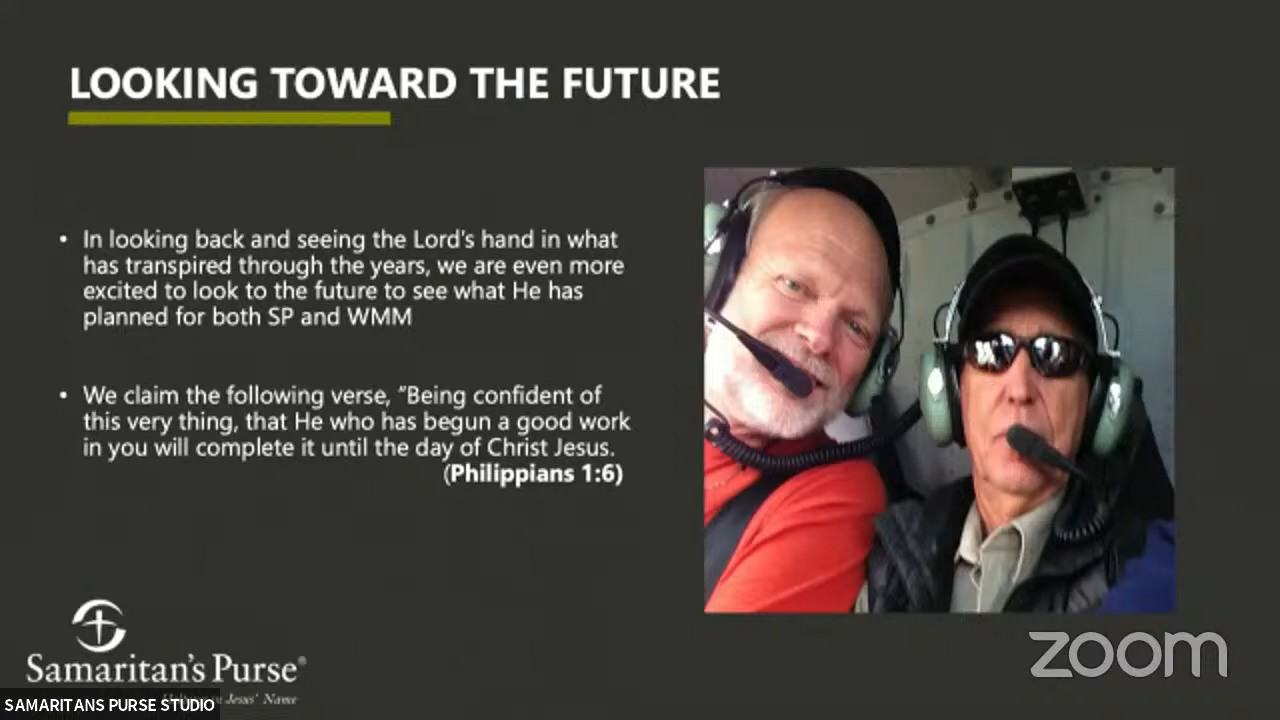 LOOKING TOWARD THE FUTURE
• In looking back and seeing the Lord's hand in what
has transpired through the years, we are even more
excited to look to the future to see what He has
planned for both SP and WMM
• We claim the following verse, “Being confident of
this very thing, that He who has begun a good work
in you will complete it until the day of Christ Jesus.
(Philippians 1:6)
Samaritan's Purse®
in Jesus' Name
SAMARITANS PURSE STUDIO
zoom